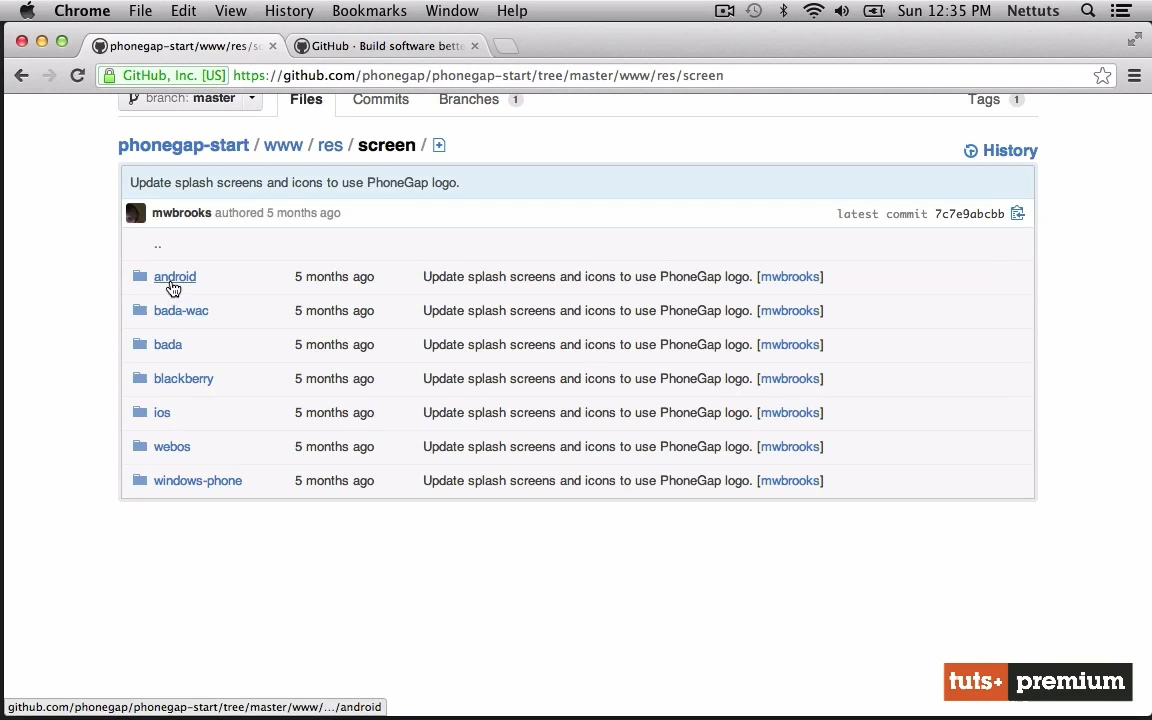 Chrome File Edit View History Bookmarks Window Help Sun 12:35 PM Nettuts
phonegap-start/www/res/sc GitHub · Build software bette
GitHub, Inc. [US] https://github.com/phonegap/phonegap-start/tree/master/www/res/screen
branch: master Files Commits Branches 1 Tags 1
phonegap-start / www / res / screen / History
Update splash screens and icons to use PhoneGap logo.
mwbrooks authored 5 months ago latest commit 7c7e9abcbb
..
android 5 months ago Update splash screens and icons to use PhoneGap logo. [mwbrooks]
bada-wac 5 months ago Update splash screens and icons to use PhoneGap logo. [mwbrooks]
bada 5 months ago Update splash screens and icons to use PhoneGap logo. [mwbrooks]
blackberry 5 months ago Update splash screens and icons to use PhoneGap logo. [mwbrooks]
ios 5 months ago Update splash screens and icons to use PhoneGap logo. [mwbrooks]
webos 5 months ago Update splash screens and icons to use PhoneGap logo. [mwbrooks]
windows-phone 5 months ago Update splash screens and icons to use PhoneGap logo. [mwbrooks]
tuts+ premium
github.com/phonegap/phonegap-start/tree/master/www/.../android